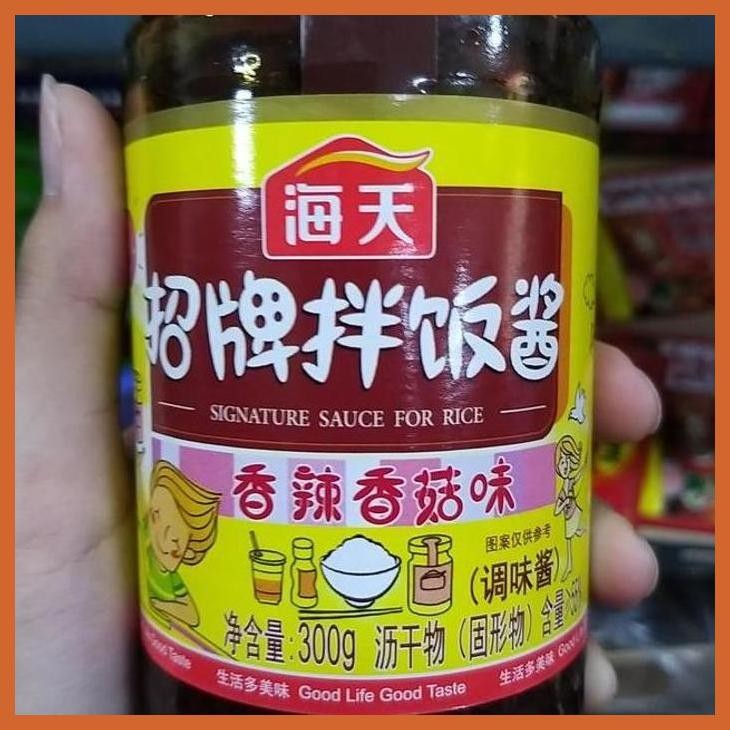 海天
招牌拌饭酱
SIGNATURE SAUCE FOR RICE
香辣香菇味
图案仅供参考
(调味酱)
净含量:300g 沥干物(固形物)含量
Good Taste
生活多美味 Good Life Good Taste
生活多美味